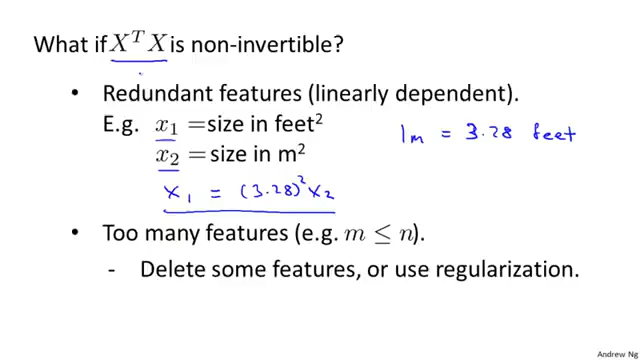 What if XᵀX is non-invertible?
• Redundant features (linearly dependent).
E.g. x₁ = size in feet²
1m = 3.28 feet
x₂ = size in m²
x₁ = (3.28)² x₂
• Too many features (e.g. m ≤ n).
- Delete some features, or use regularization.
Andrew Ng